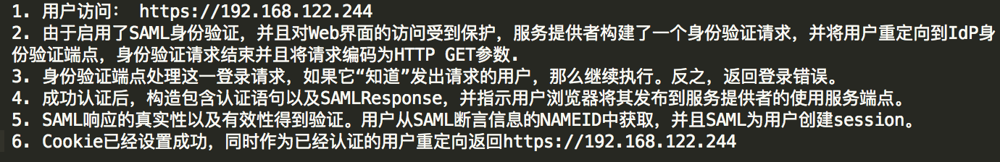 1. 用户访问： https://192.168.122.244
2. 由于启用了SAML身份验证，并且对Web界面的访问受到保护，服务提供者构建了一个身份验证请求，并将用户重定向到IdP身
份验证端点，身份验证请求结束并且将请求编码为HTTP GET参数.
3. 身份验证端点处理这一登录请求，如果它“知道”发出请求的用户，那么继续执行。反之，返回登录错误。
4. 成功认证后，构造包含认证语句以及SAMLResponse，并指示用户浏览器将其发布到服务提供者的使用服务端点。
5. SAML响应的真实性以及有效性得到验证。用户从SAML断言信息的NAMEID中获取，并且SAML为用户创建session。
6. Cookie已经设置成功，同时作为已经认证的用户重定向返回https://192.168.122.244